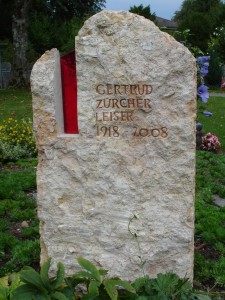 GERTRUD
ZÜRCHER
LEISER
1918 2008